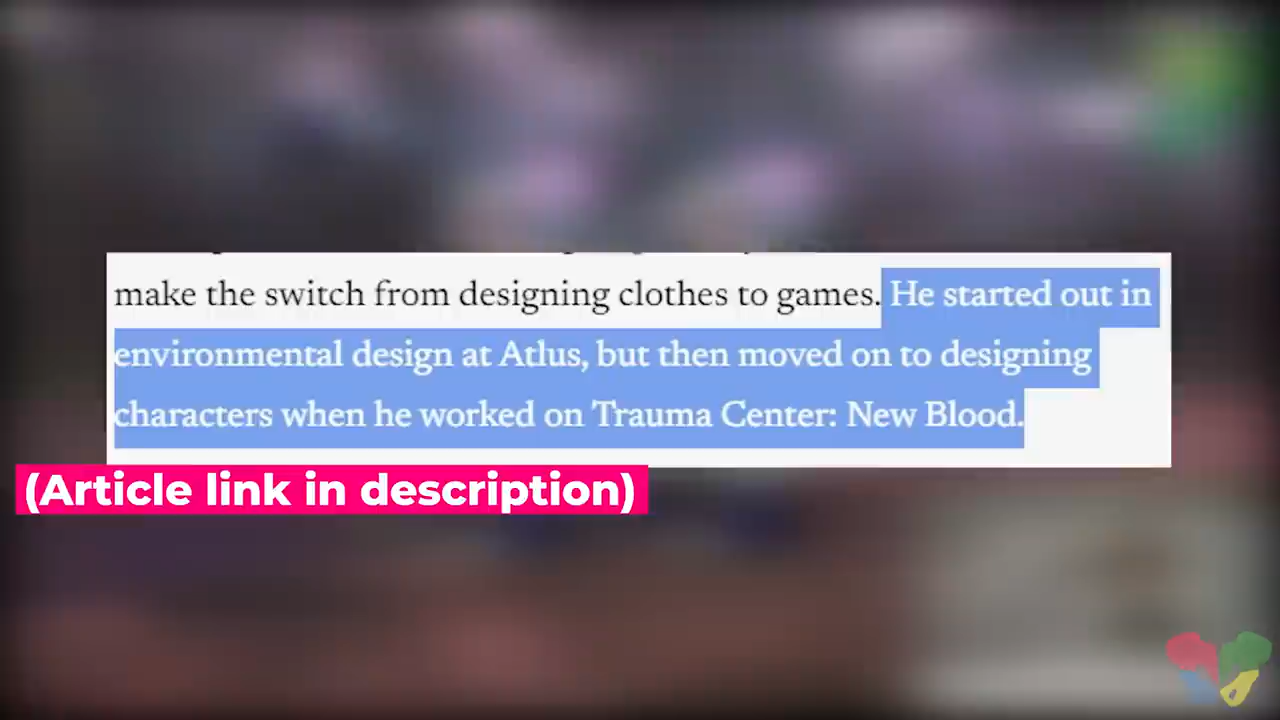 make the switch from designing clothes to games. He started out in
environmental design at Atlus, but then moved on to designing
characters when he worked on Trauma Center: New Blood.
(Article link in description)